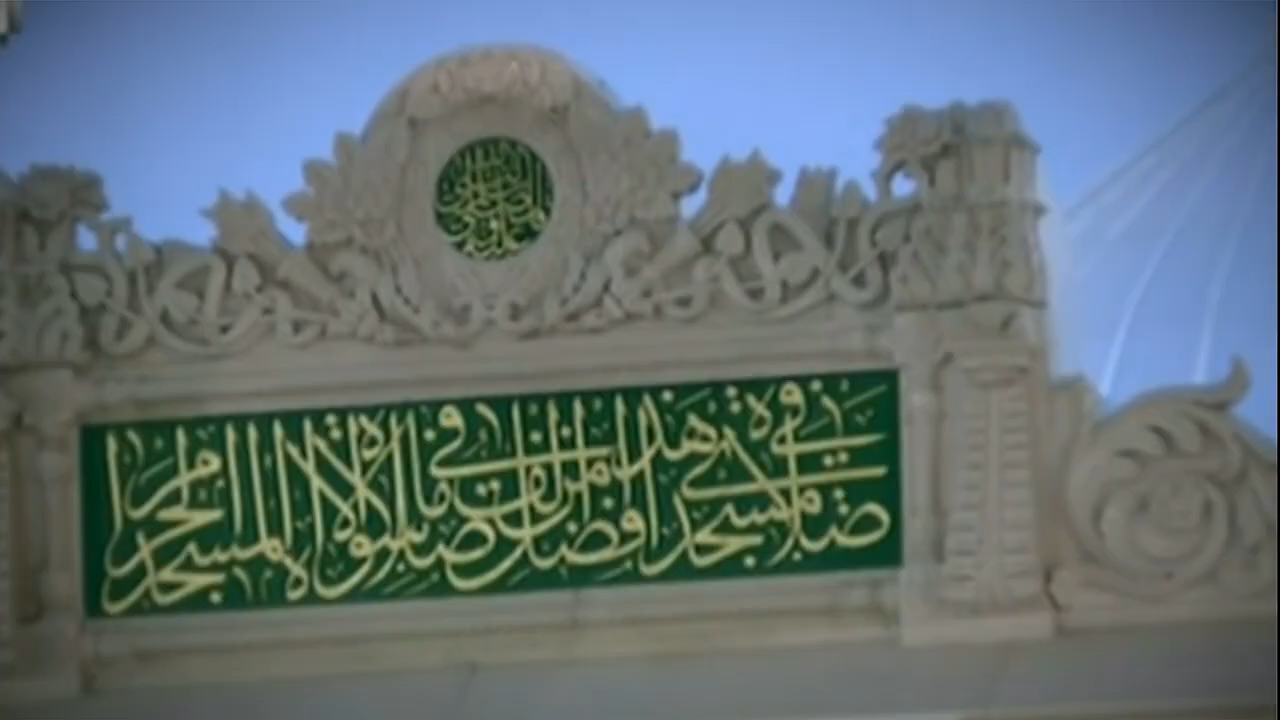 صلاة في مسجدي هذا افضل من الف صلاة فيما سواه الا المسجد الحرام